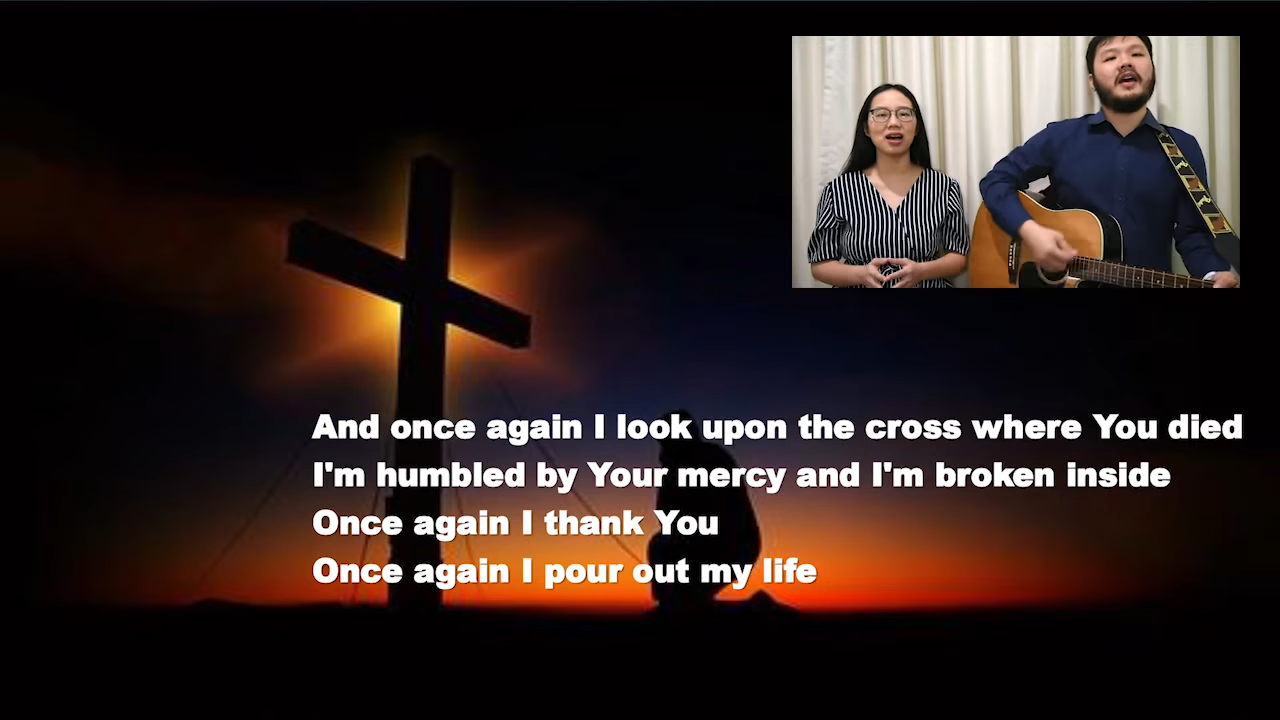 And once again I look upon the cross where You died
I'm humbled by Your mercy and I'm broken inside
Once again I thank You
Once again I pour out my life